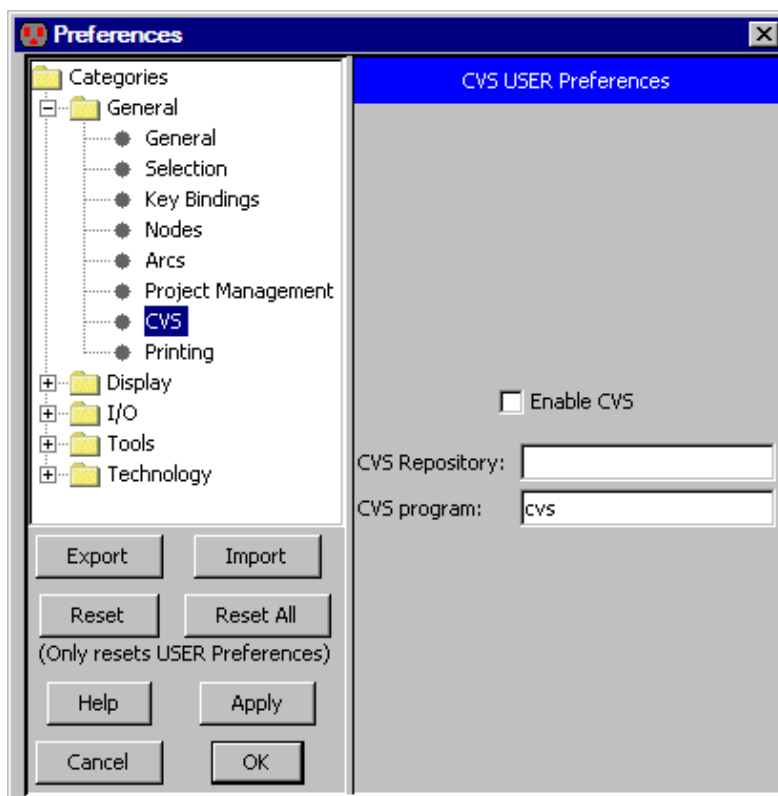 Preferences
Categories
General
General
Selection
Key Bindings
Nodes
Arcs
Project Management
CVS
Printing
Display
I/O
Tools
Technology
Export Import
Reset Reset All
(Only resets USER Preferences)
Help Apply
Cancel OK
CVS USER Preferences
Enable CVS
CVS Repository:
CVS program: cvs